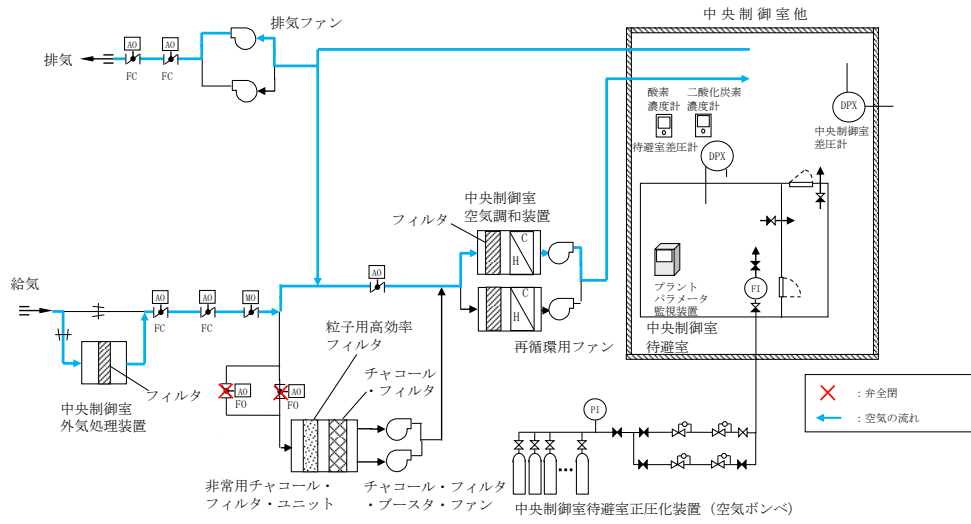 中央制御室他
排気ファン
AO
AO
排気
FC
FC
酸素
濃度計
二酸化炭素
濃度計
DPX
中央制御室
差圧計
待避室差圧計
DPX
中央制御室
空気調和装置
フィルタ
C
H
C
H
再循環用ファン
AO
給気
AO
AO
MO
FC
FC
フィルタ
中央制御室
外気処理装置
粒子用高効率
フィルタ
チャコール
・フィルタ
AO
FO
AO
FO
非常用チャコール・
フィルタ・ユニット
チャコール・フィルタ
・ブースタ・ファン
プラント
パラメータ
監視装置
FI
中央制御室
待避室
PI
中央制御室待避室正圧化装置（空気ボンベ）
：弁全閉
：空気の流れ